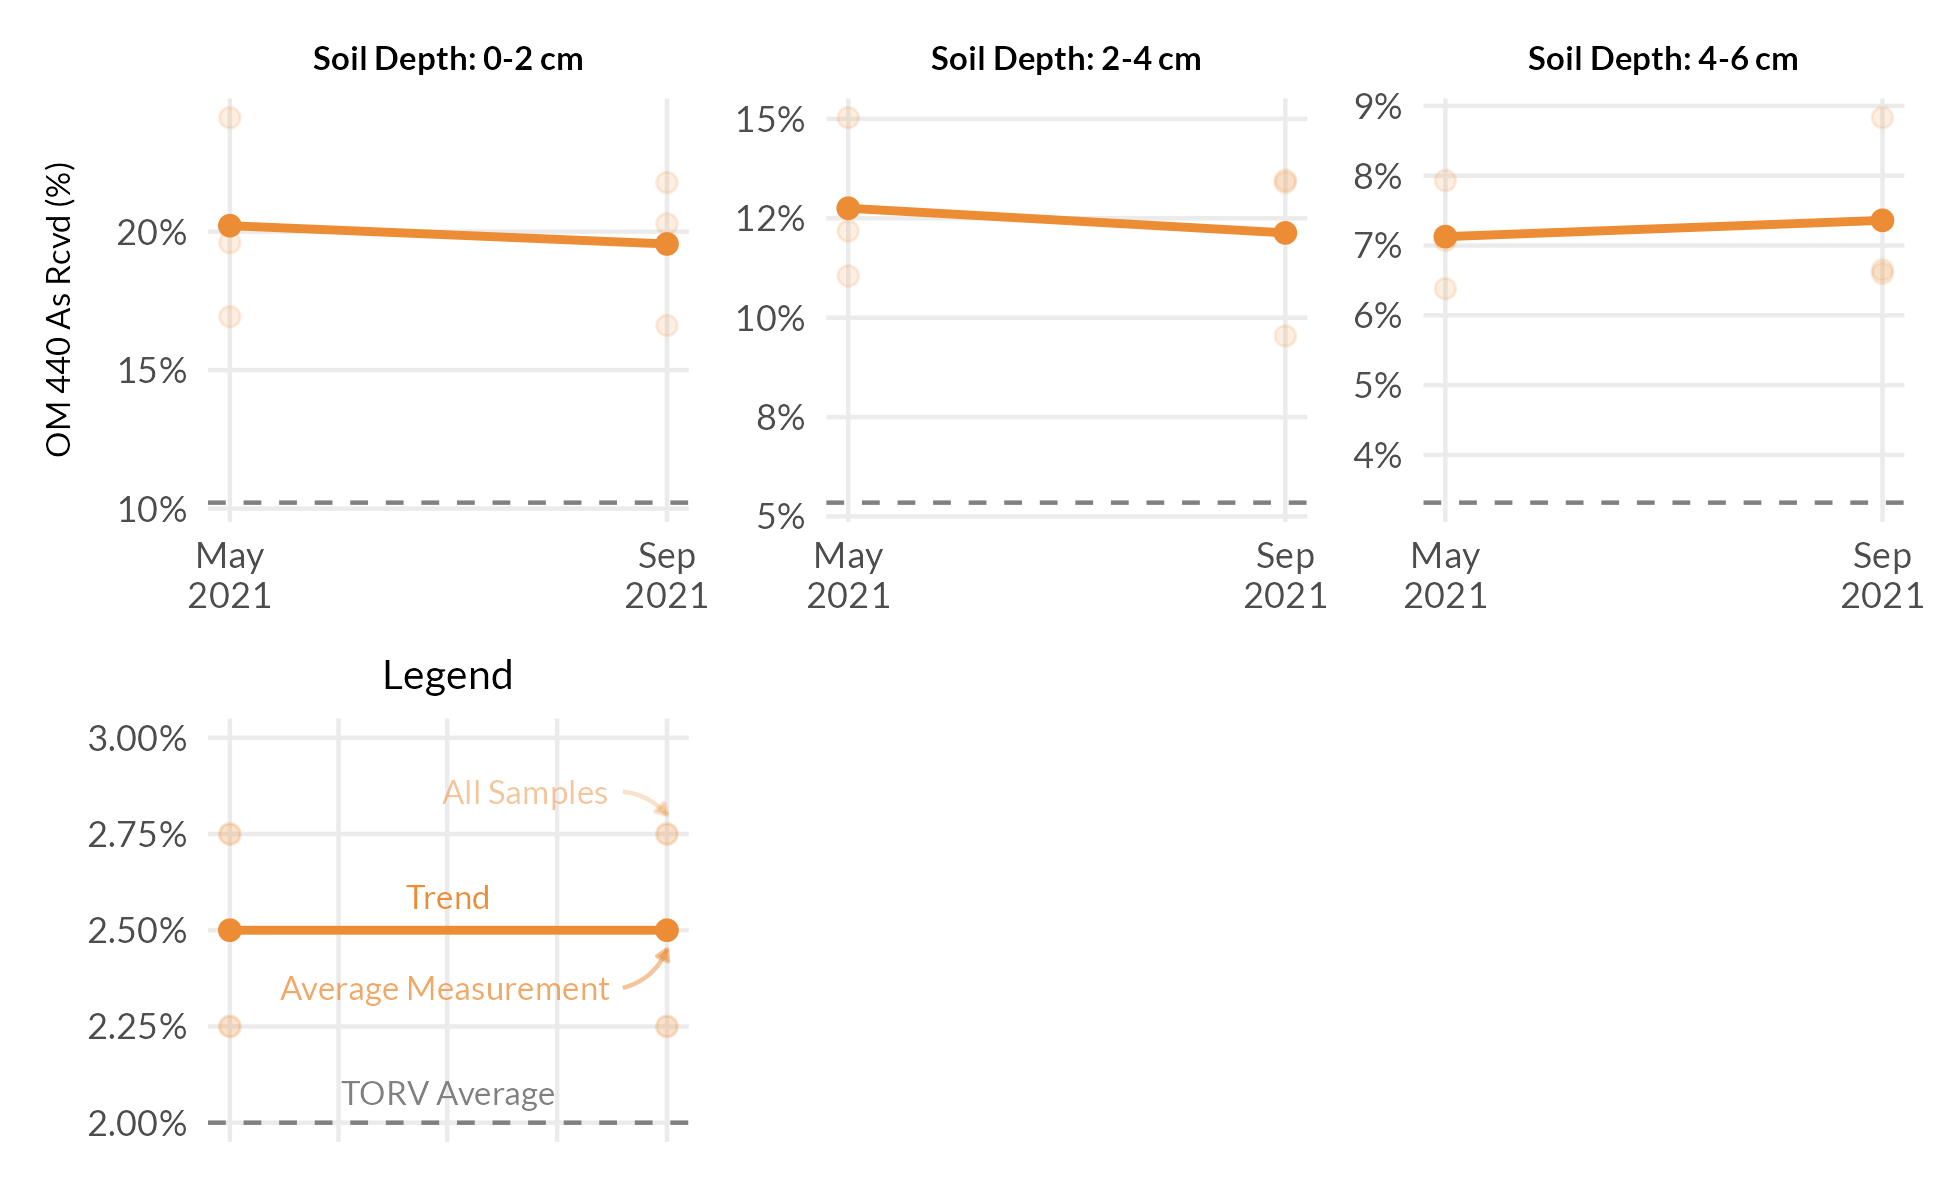 Soil Depth: 0-2 cm
Soil Depth: 2-4 cm
Soil Depth: 4-6 cm
OM 440 As Rcvd (%)
20%
15%
10%
May
2021
Sep
2021
15%
12%
10%
8%
5%
May
2021
Sep
2021
9%
8%
7%
6%
5%
4%
May
2021
Sep
2021
Legend
3.00%
2.75%
2.50%
2.25%
2.00%
All Samples
Trend
Average Measurement
TORV Average